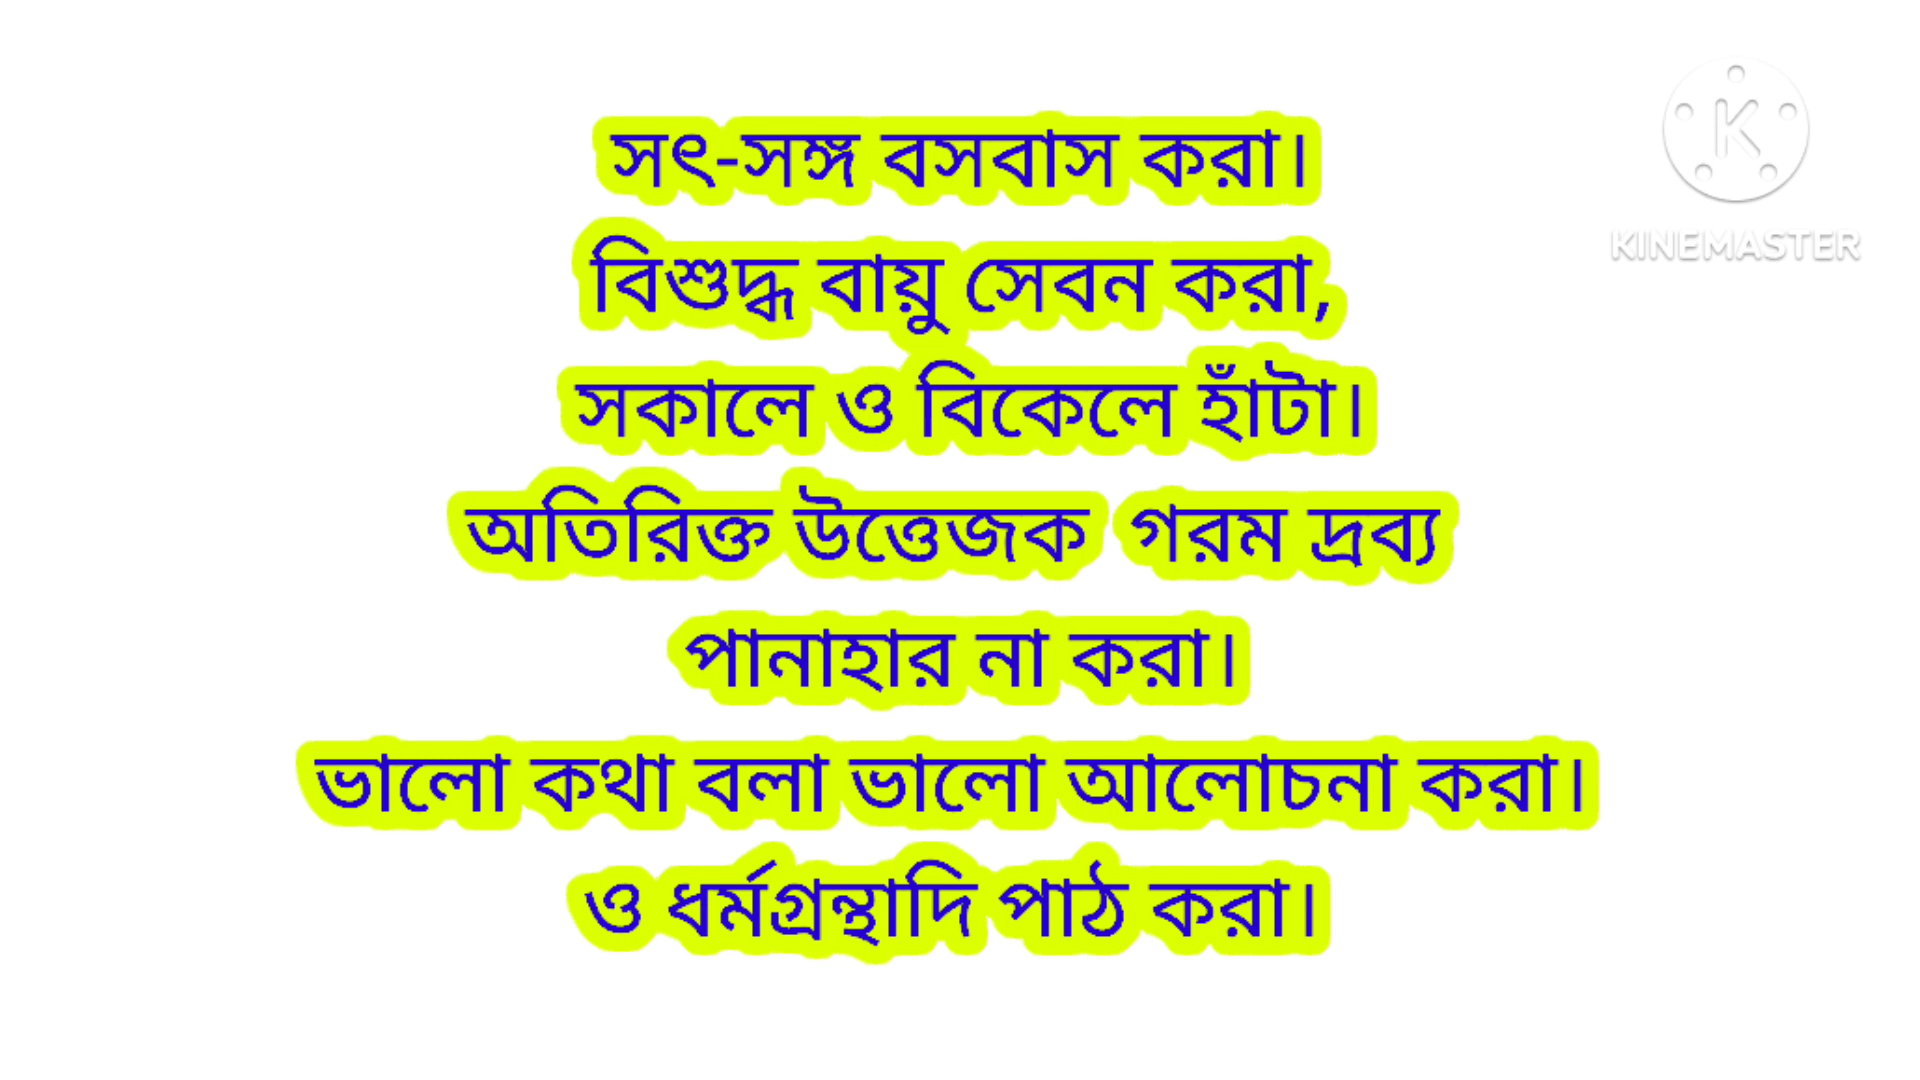 সৎ-সঙ্গ বসবাস করা।
বিশুদ্ধ বায়ু সেবন করা,
সকালে ও বিকেলে হাঁটা।
অতিরিক্ত উত্তেজক  গরম দ্রব্য
পানাহার না করা।
ভালো কথা বলা ভালো আলোচনা করা।
ও ধর্মগ্রন্থাদি পাঠ করা।
K
KINEMASTER